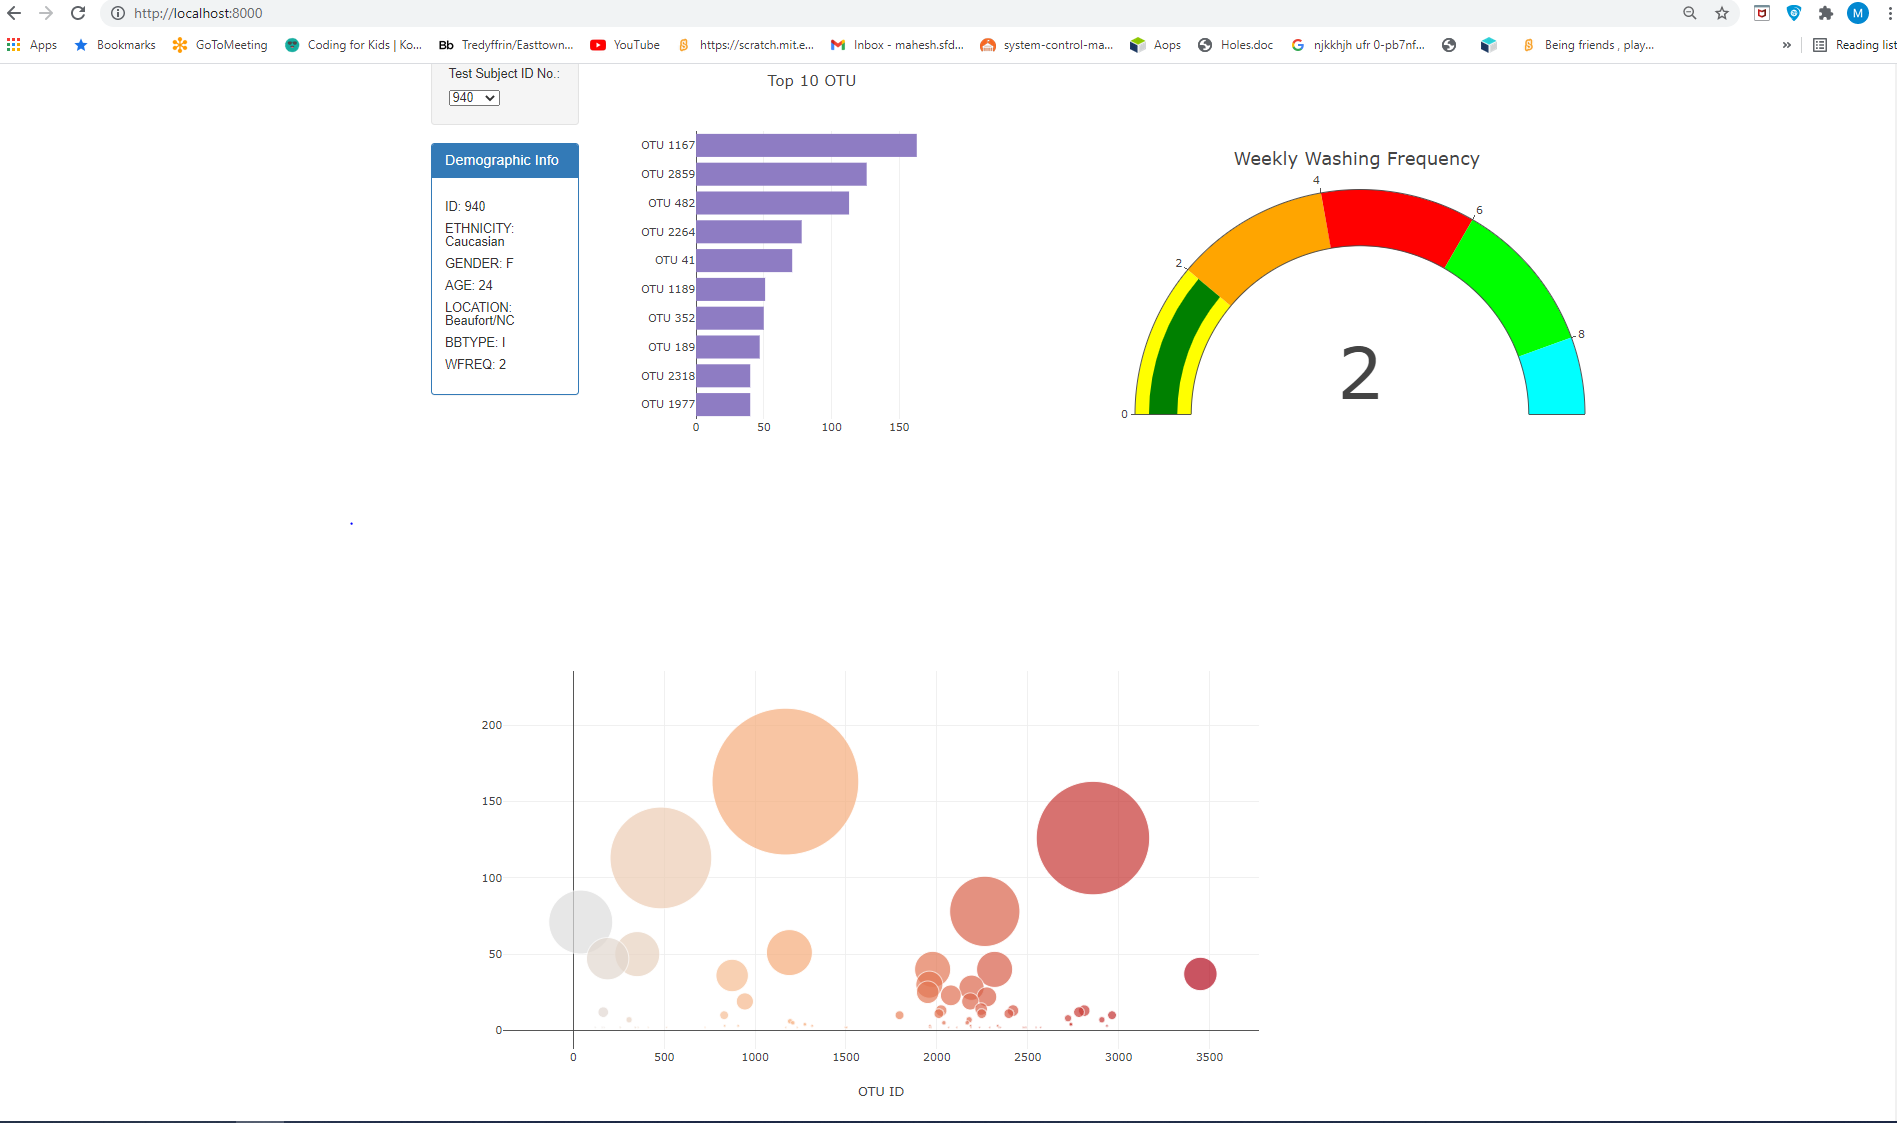 http://localhost:8000
M
Apps
Bookmarks
GoToMeeting
Coding for Kids | Ko...
Bb Tredyffrin/Easttown...
YouTube
https://scratch.mit.e...
Inbox - mahesh.sfd...
system-control-ma...
Aops
Holes.doc
njkkhjh ufr 0-pb7nf...
Being friends , play...
»
Reading list
Test Subject ID No.:
940
Demographic Info
ID: 940
ETHNICITY:
Caucasian
GENDER: F
AGE: 24
LOCATION:
Beaufort/NC
BBTYPE: I
WFREQ: 2
Top 10 OTU
OTU 1167
OTU 2859
OTU 482
OTU 2264
OTU 41
OTU 1189
OTU 352
OTU 189
OTU 2318
OTU 1977
0 50 100 150
Weekly Washing Frequency
0
2
4
6
8
2
200
150
100
50
0
0 500 1000 1500 2000 2500 3000 3500
OTU ID